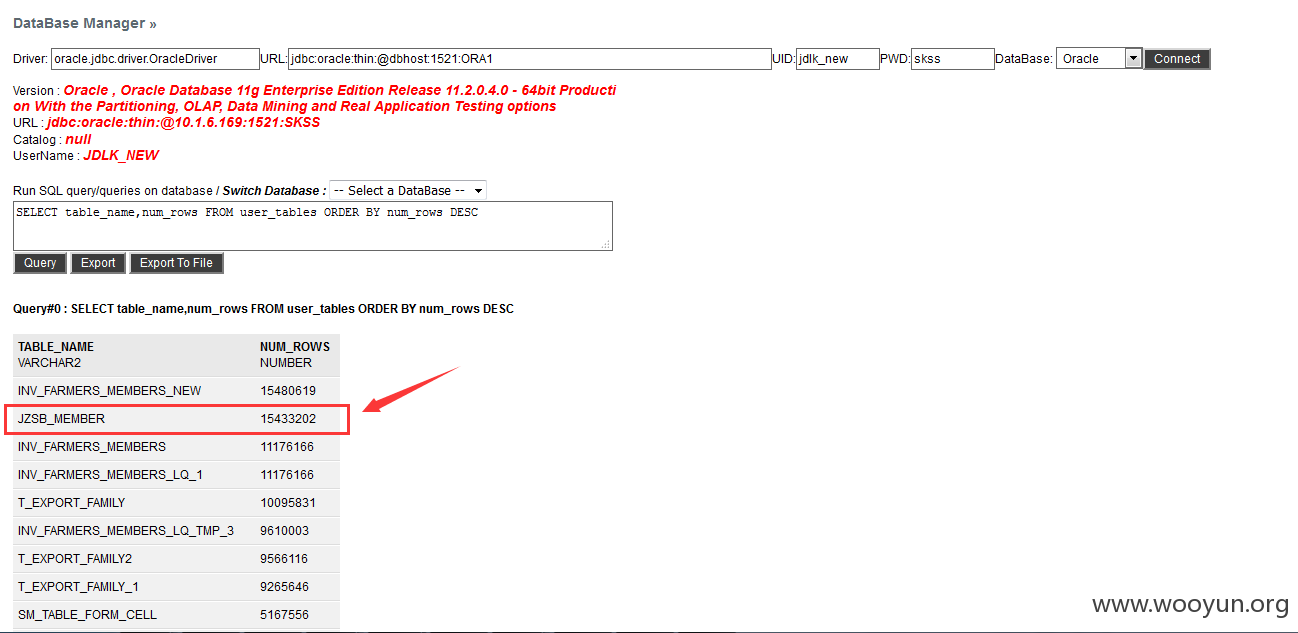 DataBase Manager »
Driver: oracle.jdbc.driver.OracleDriver URL: jdbc:oracle:thin:@dbhost:1521:ORA1 UID: jdlk_new PWD: skss DataBase: Oracle Connect
Version : Oracle , Oracle Database 11g Enterprise Edition Release 11.2.0.4.0 - 64bit Producti
on With the Partitioning, OLAP, Data Mining and Real Application Testing options
URL : jdbc:oracle:thin:@10.1.6.169:1521:SKSS
Catalog : null
UserName : JDLK_NEW
Run SQL query/queries on database / Switch Database : -- Select a DataBase --
SELECT table_name,num_rows FROM user_tables ORDER BY num_rows DESC
Query Export Export To File
Query#0 : SELECT table_name,num_rows FROM user_tables ORDER BY num_rows DESC
TABLE_NAME NUM_ROWS
VARCHAR2 NUMBER
INV_FARMERS_MEMBERS_NEW 15480619
JZSB_MEMBER 15433202
INV_FARMERS_MEMBERS 11176166
INV_FARMERS_MEMBERS_LQ_1 11176166
T_EXPORT_FAMILY 10095831
INV_FARMERS_MEMBERS_LQ_TMP_3 9610003
T_EXPORT_FAMILY2 9566116
T_EXPORT_FAMILY_1 9265646
SM_TABLE_FORM_CELL 5167556
www.wooyun.org